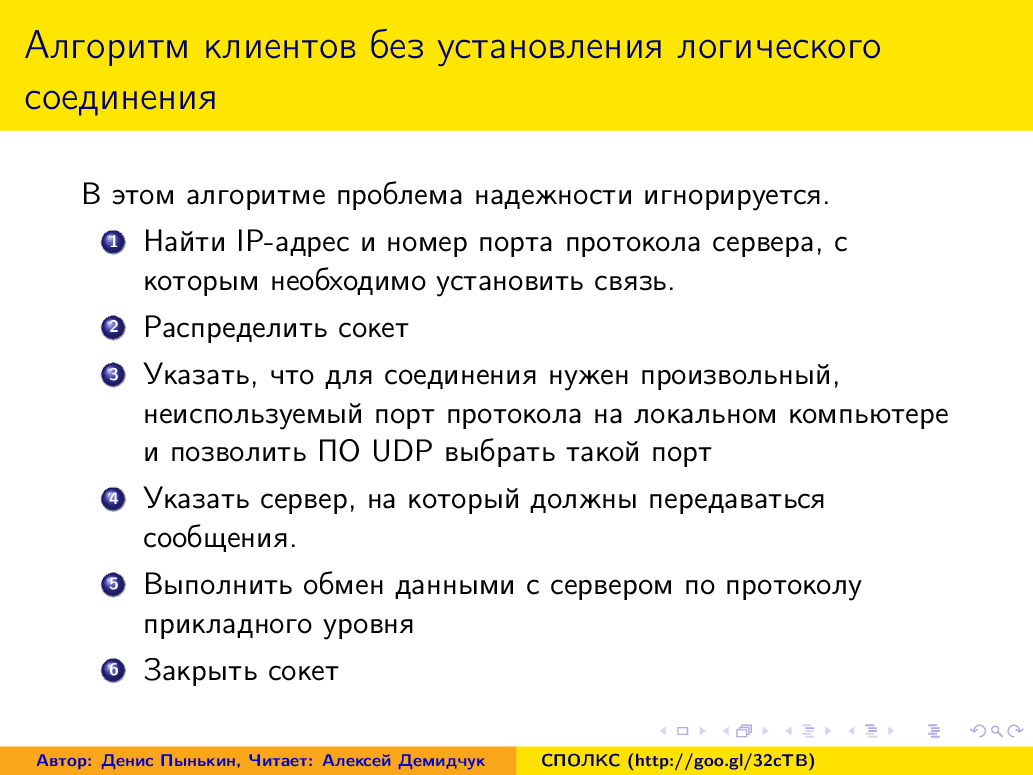 Алгоритм клиентов без установления логического
соединения
В этом алгоритме проблема надежности игнорируется.
1 Найти IP-адрес и номер порта протокола сервера, с
которым необходимо установить связь.
2 Распределить сокет
3 Указать, что для соединения нужен произвольный,
неиспользуемый порт протокола на локальном компьютере
и позволить ПО UDP выбрать такой порт
4 Указать сервер, на который должны передаваться
сообщения.
5 Выполнить обмен данными с сервером по протоколу
прикладного уровня
6 Закрыть сокет
Автор: Денис Пынькин, Читает: Алексей Демидчук
СПОЛКС (http://goo.gl/32cTB)